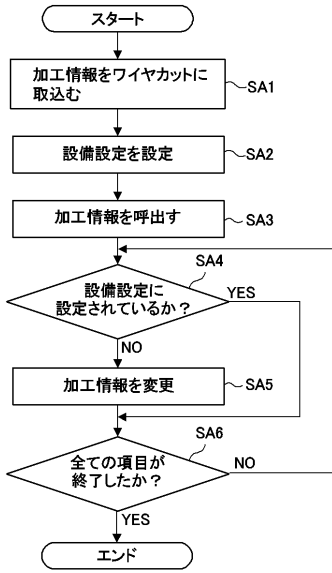 スタート
加工情報をワイヤカットに
取込む
SA1
設備設定を設定
SA2
加工情報を呼出す
SA3
SA4
設備設定に
設定されているか?
YES
NO
加工情報を変更
SA5
SA6
全ての項目が
終了したか?
NO
YES
エンド